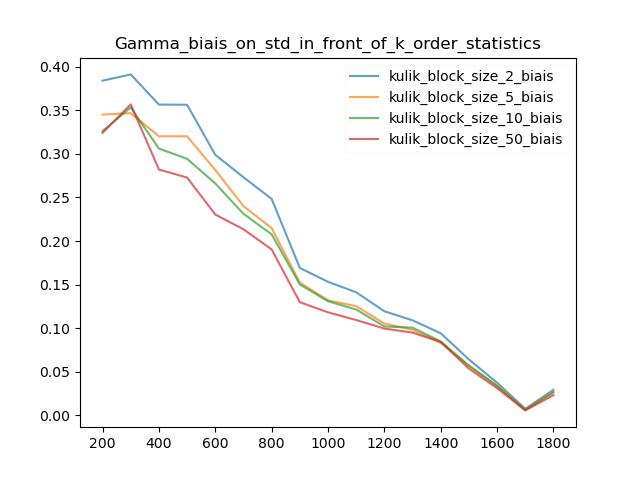 Gamma_biais_on_std_in_front_of_k_order_statistics
kulik_block_size_2_biais
kulik_block_size_5_biais
kulik_block_size_10_biais
kulik_block_size_50_biais
0.40
0.35
0.30
0.25
0.20
0.15
0.10
0.05
0.00
200 400 600 800 1000 1200 1400 1600 1800